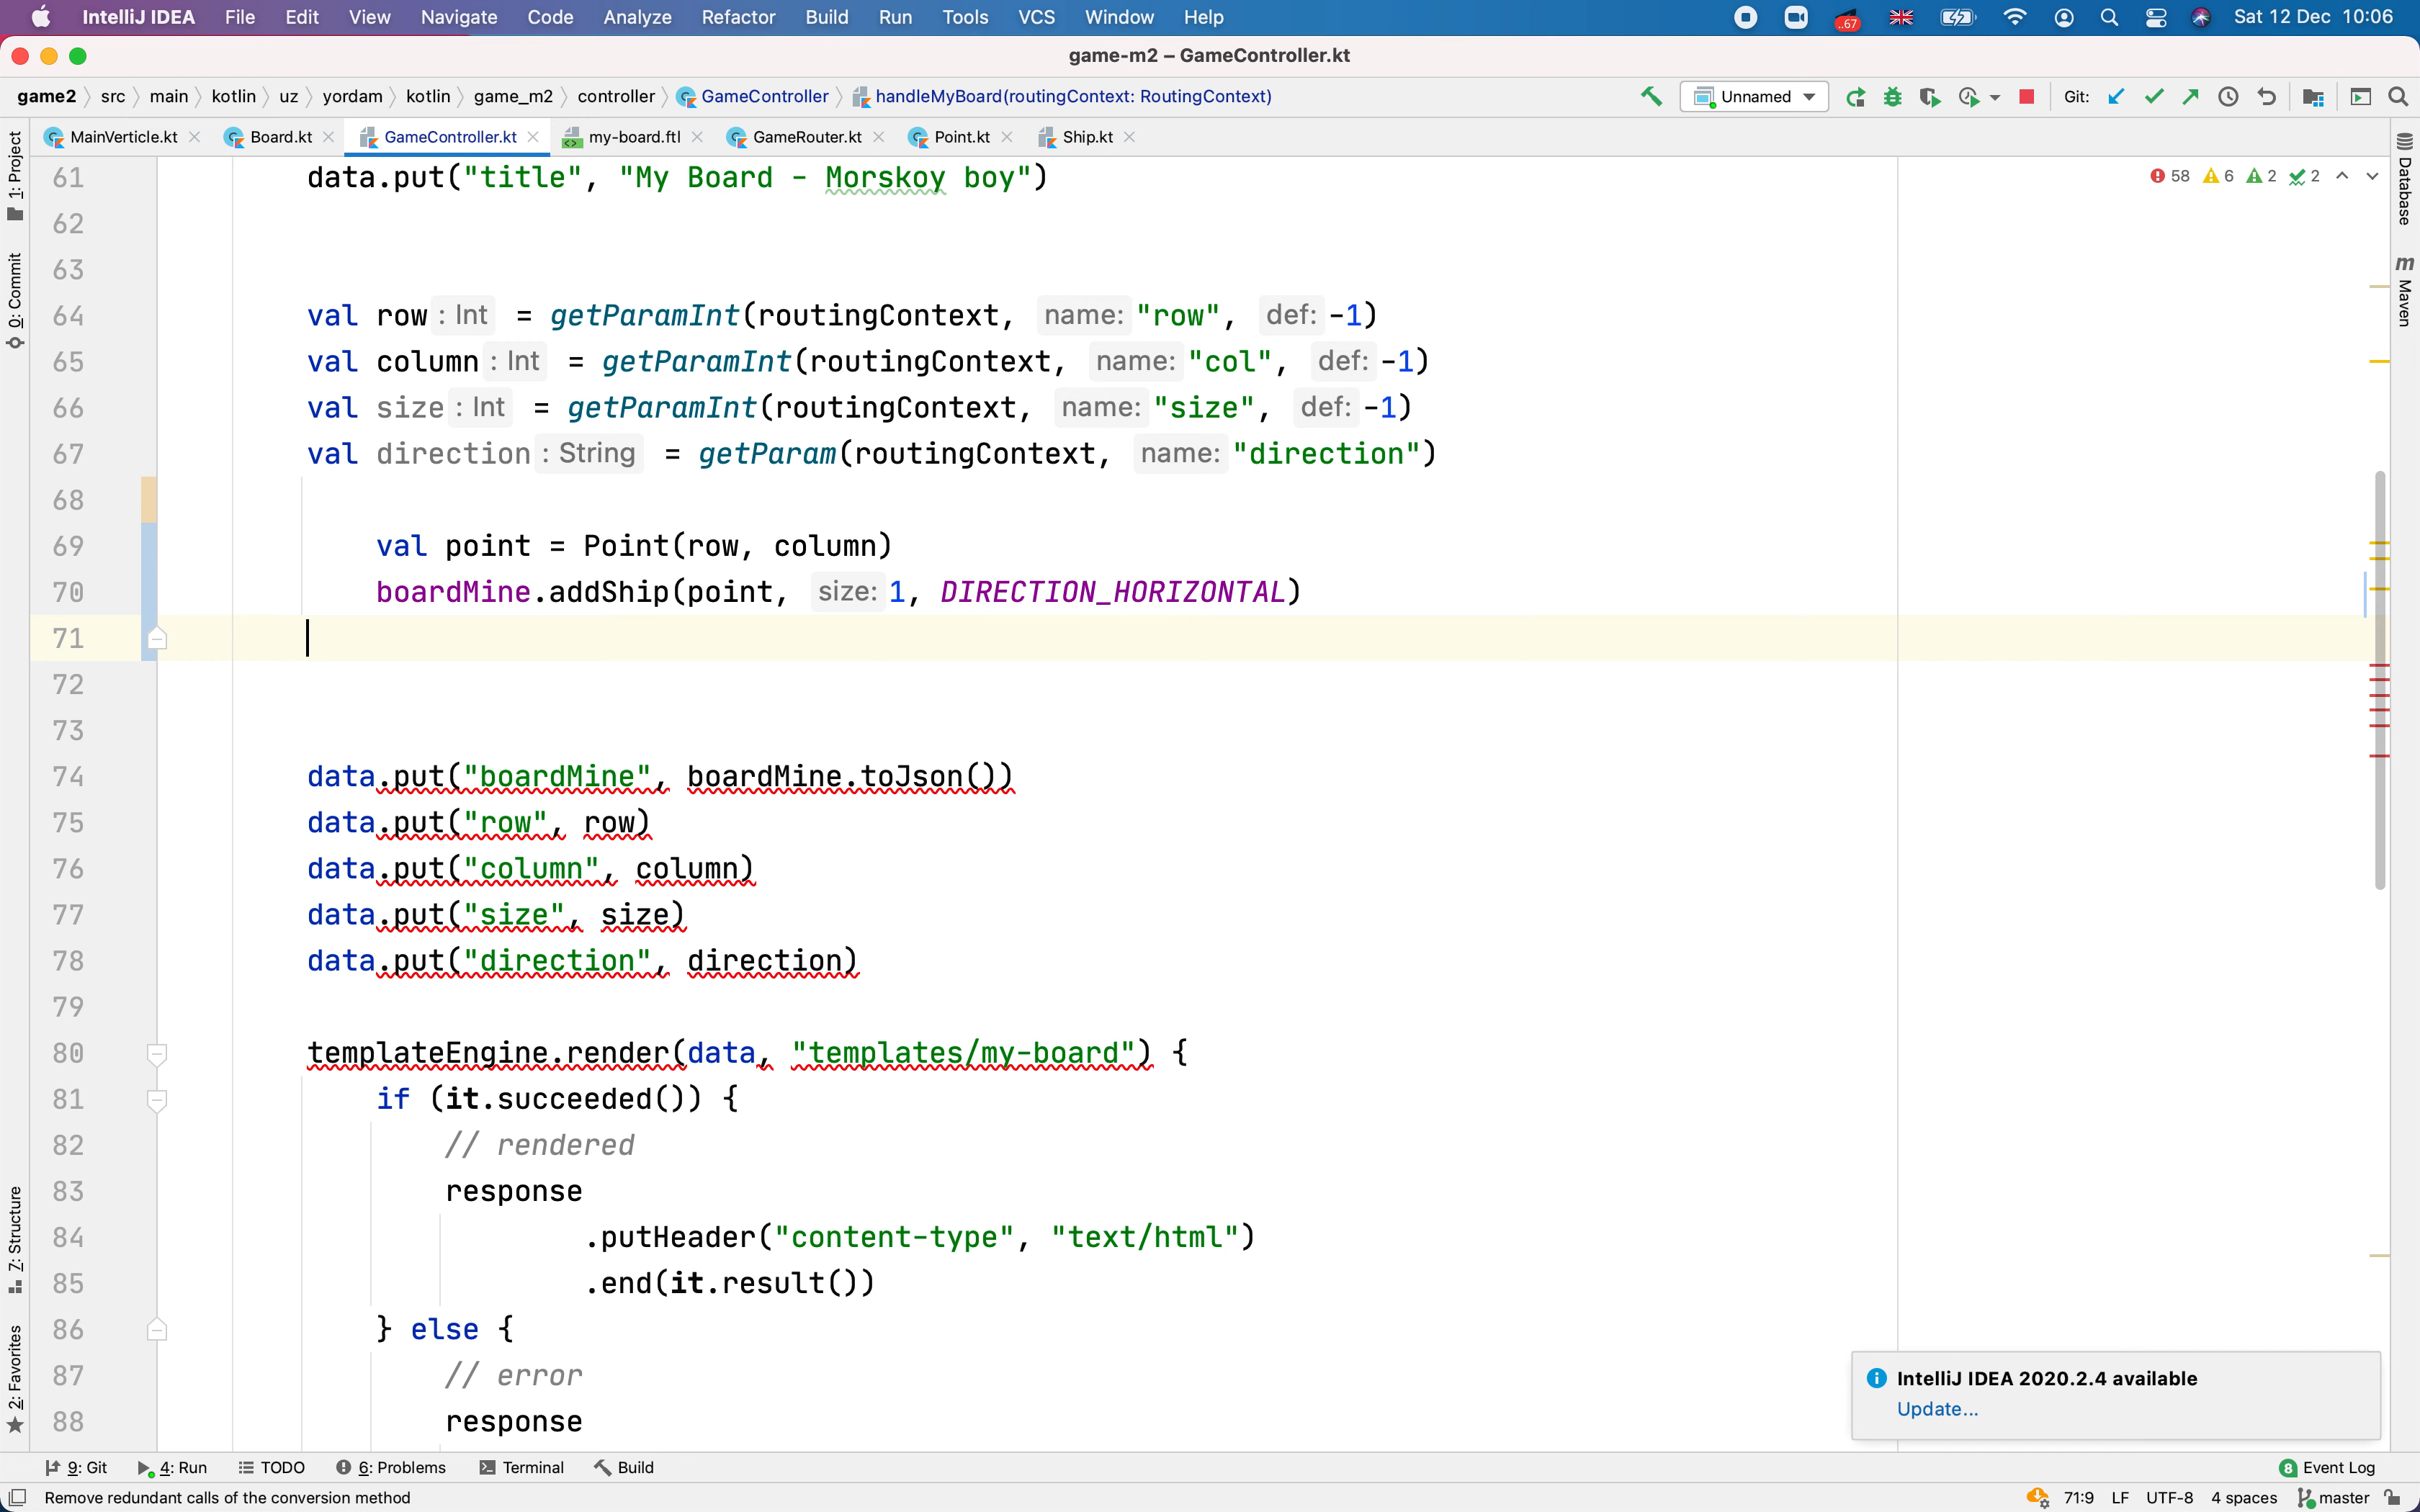 IntelliJ IDEA File Edit View Navigate Code Analyze Refactor Build Run Tools VCS Window Help ..67 Sat 12 Dec 10:06
game-m2 – GameController.kt
game2 src main kotlin uz yordam kotlin game_m2 controller GameController handleMyBoard(routingContext: RoutingContext) Unnamed Git:
MainVerticle.kt Board.kt GameController.kt my-board.ftl GameRouter.kt Point.kt Ship.kt
58 6 2 2
1: Project
0: Commit
7: Structure
2: Favorites
Database
m Maven
61 data.put("title", "My Board - Morskoy boy")
62
63
64 val row : Int = getParamInt(routingContext, name: "row", def: -1)
65 val column : Int = getParamInt(routingContext, name: "col", def: -1)
66 val size : Int = getParamInt(routingContext, name: "size", def: -1)
67 val direction : String = getParam(routingContext, name: "direction")
68
69 val point = Point(row, column)
70 boardMine.addShip(point, size: 1, DIRECTION_HORIZONTAL)
71
72
73
74 data.put("boardMine", boardMine.toJson())
75 data.put("row", row)
76 data.put("column", column)
77 data.put("size", size)
78 data.put("direction", direction)
79
80 templateEngine.render(data, "templates/my-board") {
81 if (it.succeeded()) {
82 // rendered
83 response
84 .putHeader("content-type", "text/html")
85 .end(it.result())
86 } else {
87 // error
88 response
IntelliJ IDEA 2020.2.4 available
Update...
9: Git 4: Run TODO 6: Problems Terminal Build 8 Event Log
Remove redundant calls of the conversion method 71:9 LF UTF-8 4 spaces master